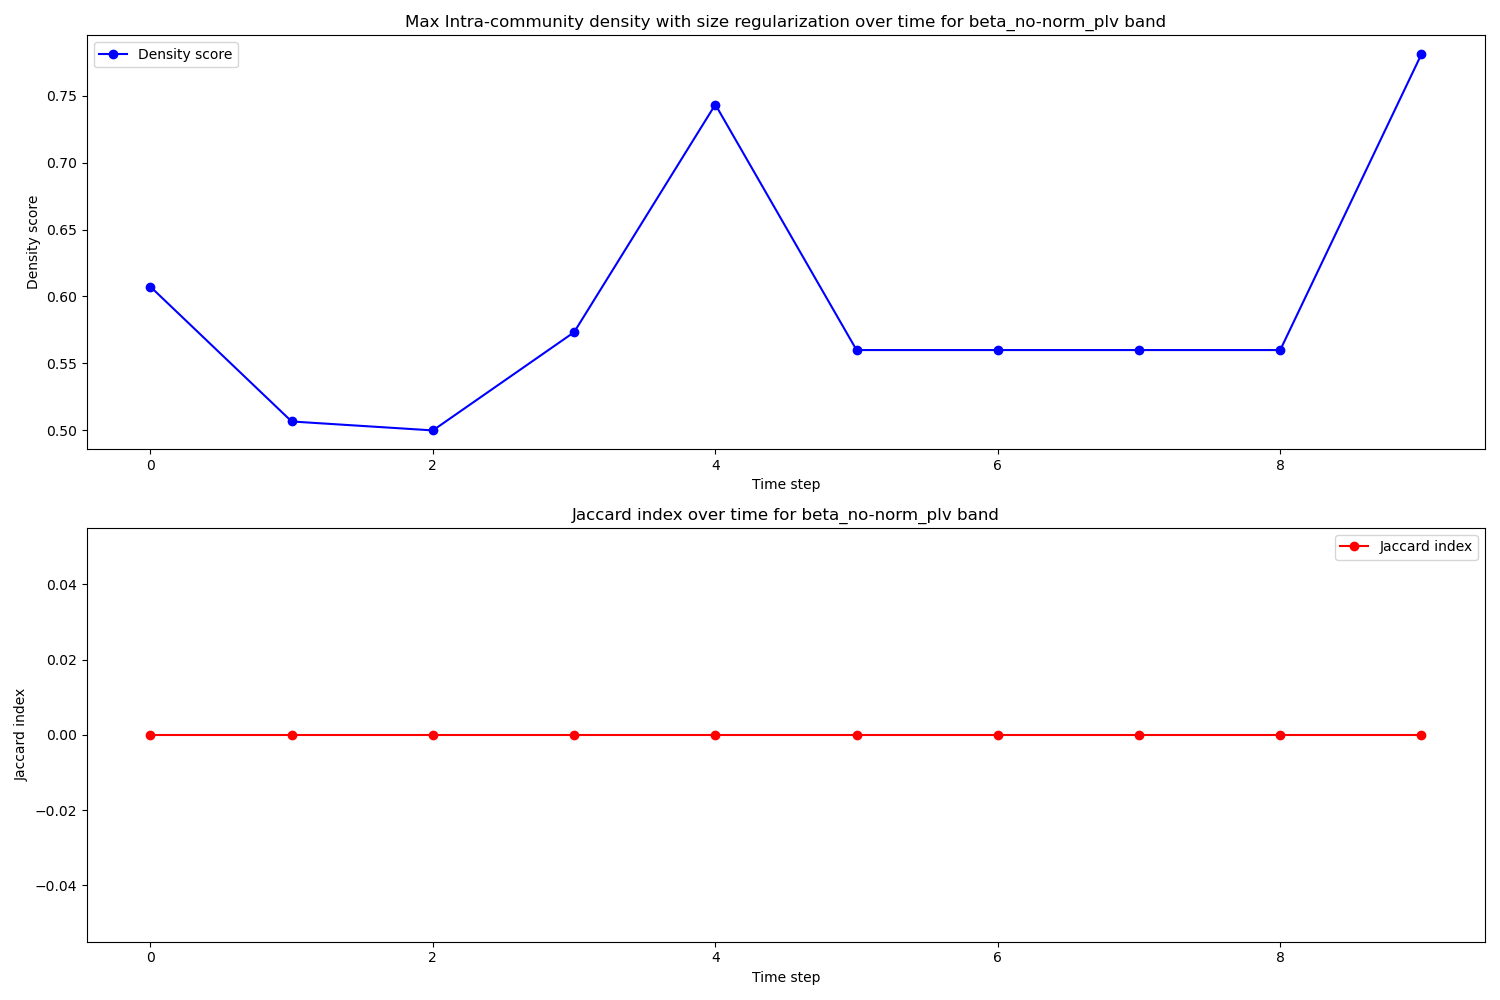 Max Intra-community density with size regularization over time for beta_no-norm_plv band
Density score
0.75
0.70
0.65
0.60
0.55
0.50
Density score
0
2
4
6
8
Time step
Jaccard index over time for beta_no-norm_plv band
Jaccard index
0.04
0.02
0.00
−0.02
−0.04
Jaccard index
0
2
4
6
8
Time step